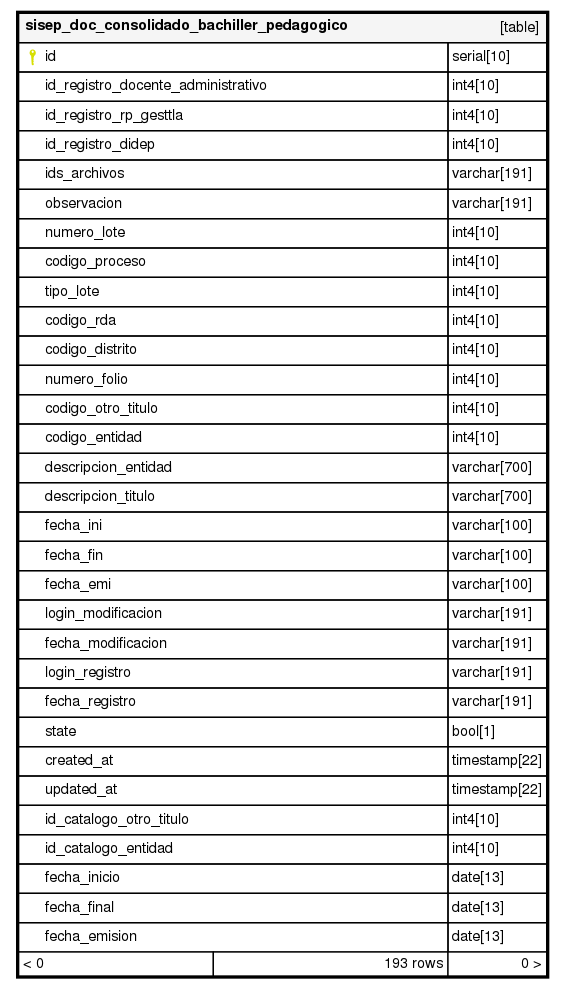 sisep_doc_consolidado_bachiller_pedagogico [table]
id serial[10]
id_registro_docente_administrativo int4[10]
id_registro_rp_gesttla int4[10]
id_registro_didep int4[10]
ids_archivos varchar[191]
observacion varchar[191]
numero_lote int4[10]
codigo_proceso int4[10]
tipo_lote int4[10]
codigo_rda int4[10]
codigo_distrito int4[10]
numero_folio int4[10]
codigo_otro_titulo int4[10]
codigo_entidad int4[10]
descripcion_entidad varchar[700]
descripcion_titulo varchar[700]
fecha_ini varchar[100]
fecha_fin varchar[100]
fecha_emi varchar[100]
login_modificacion varchar[191]
fecha_modificacion varchar[191]
login_registro varchar[191]
fecha_registro varchar[191]
state bool[1]
created_at timestamp[22]
updated_at timestamp[22]
id_catalogo_otro_titulo int4[10]
id_catalogo_entidad int4[10]
fecha_inicio date[13]
fecha_final date[13]
fecha_emision date[13]
< 0 193 rows 0 >